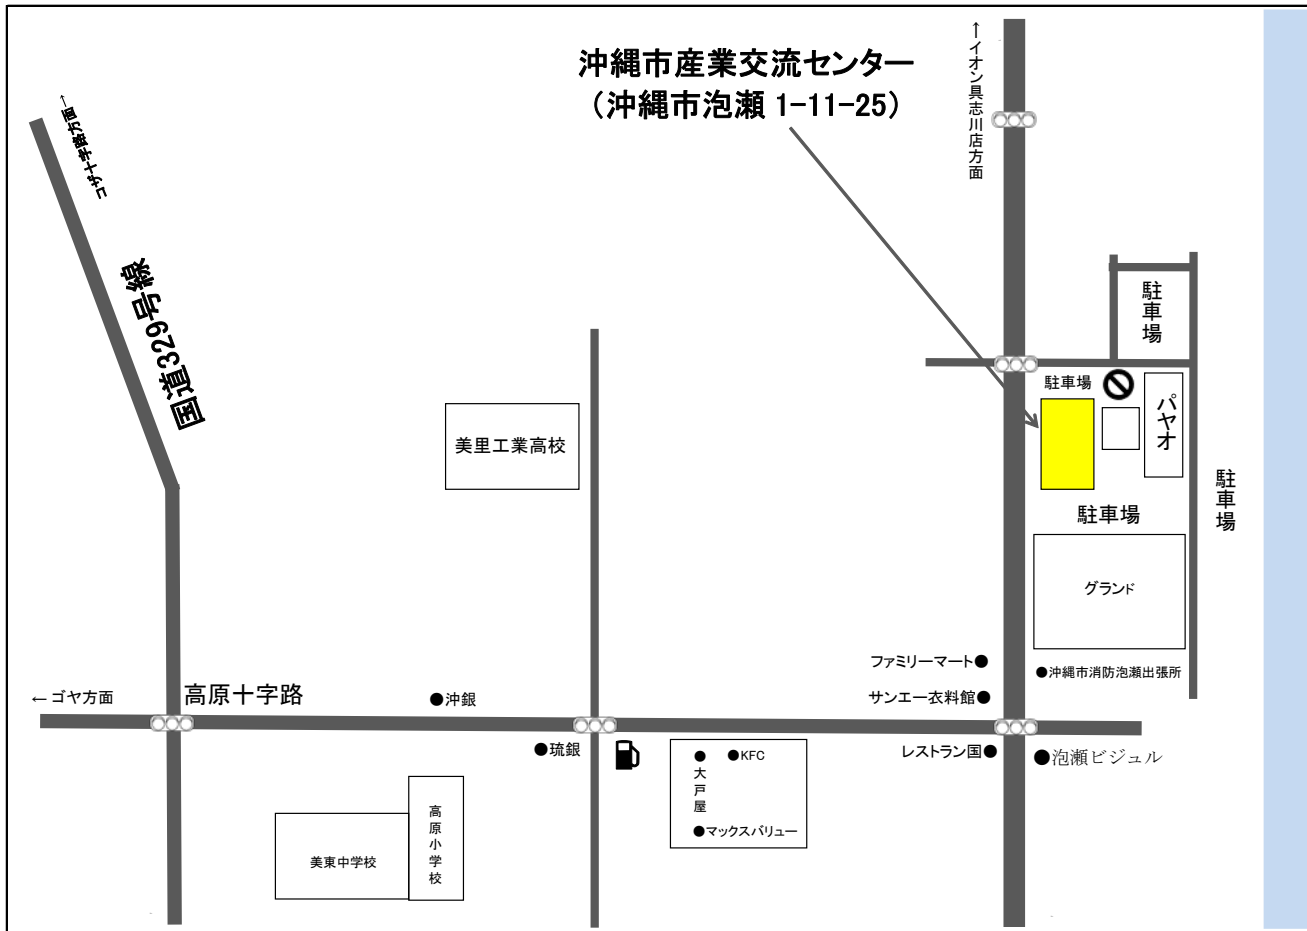 沖縄市産業交流センター
（沖縄市泡瀬 1-11-25）
←イオン具志川店方面
コザ十字路方面→
国道329号線
駐車場
駐車場
パヤオ
美里工業高校
駐車場
駐車場
グランド
ファミリーマート●
●沖縄市消防泡瀬出張所
サンエー衣料館●
←ゴヤ方面
高原十字路
●沖銀
●琉銀
レストラン国●
●泡瀬ビジュル
●大戸屋
●KFC
●マックスバリュー
高原小学校
美東中学校